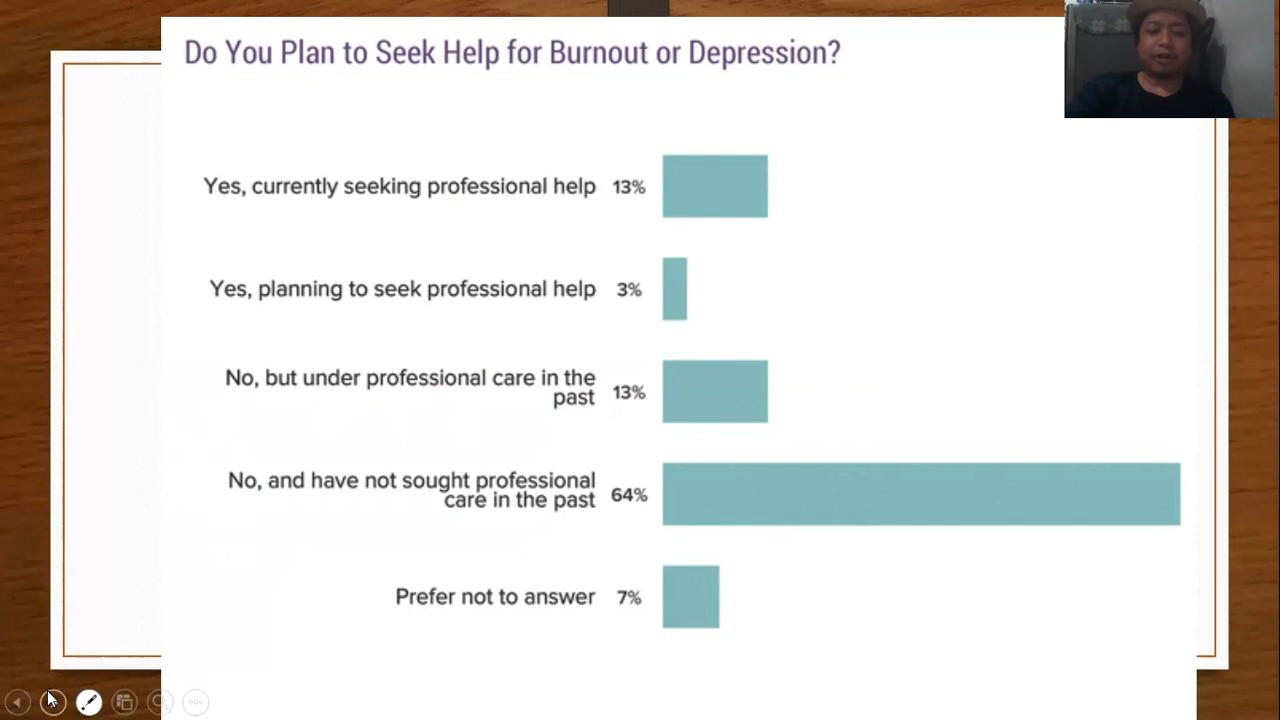 Do You Plan to Seek Help for Burnout or Depression?
Yes, currently seeking professional help 13%
Yes, planning to seek professional help 3%
No, but under professional care in the
past 13%
No, and have not sought professional
care in the past 64%
Prefer not to answer 7%